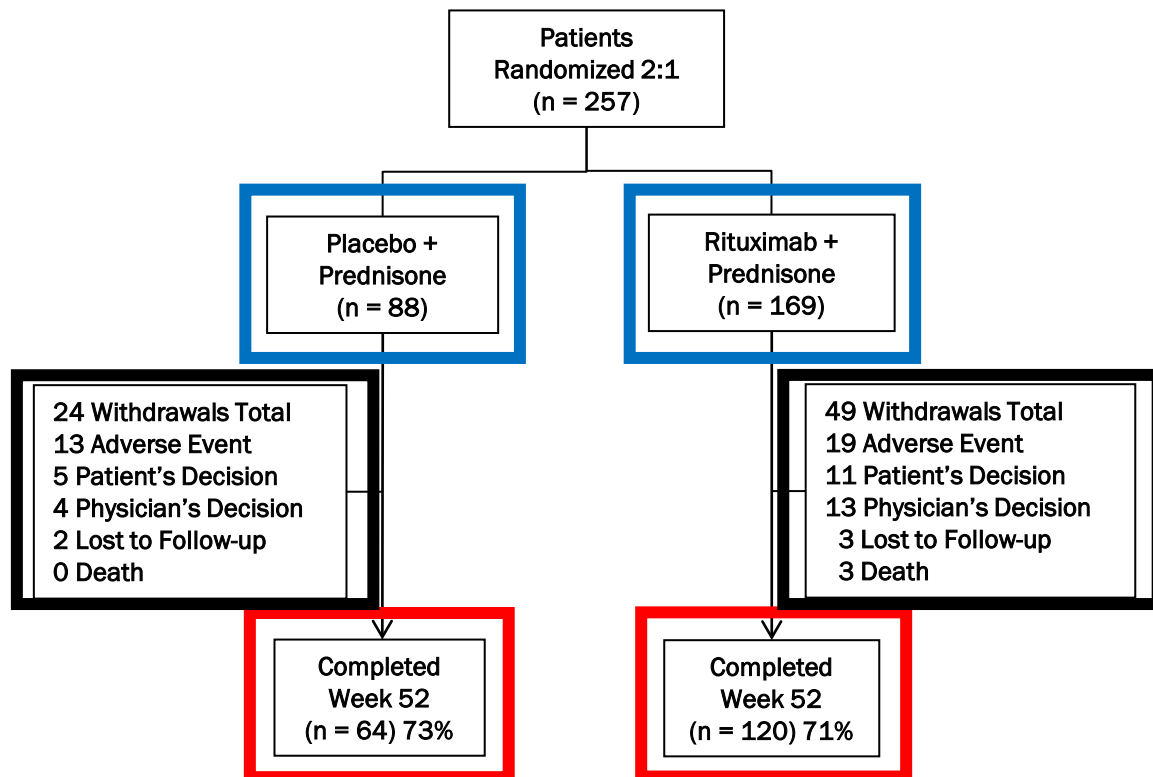 Patients
Randomized 2:1
(n = 257)
Placebo +
Prednisone
(n = 88)
Rituximab +
Prednisone
(n = 169)
24 Withdrawals Total
13 Adverse Event
5 Patient’s Decision
4 Physician’s Decision
2 Lost to Follow-up
0 Death
49 Withdrawals Total
19 Adverse Event
11 Patient’s Decision
13 Physician’s Decision
3 Lost to Follow-up
3 Death
Completed
Week 52
(n = 64) 73%
Completed
Week 52
(n = 120) 71%